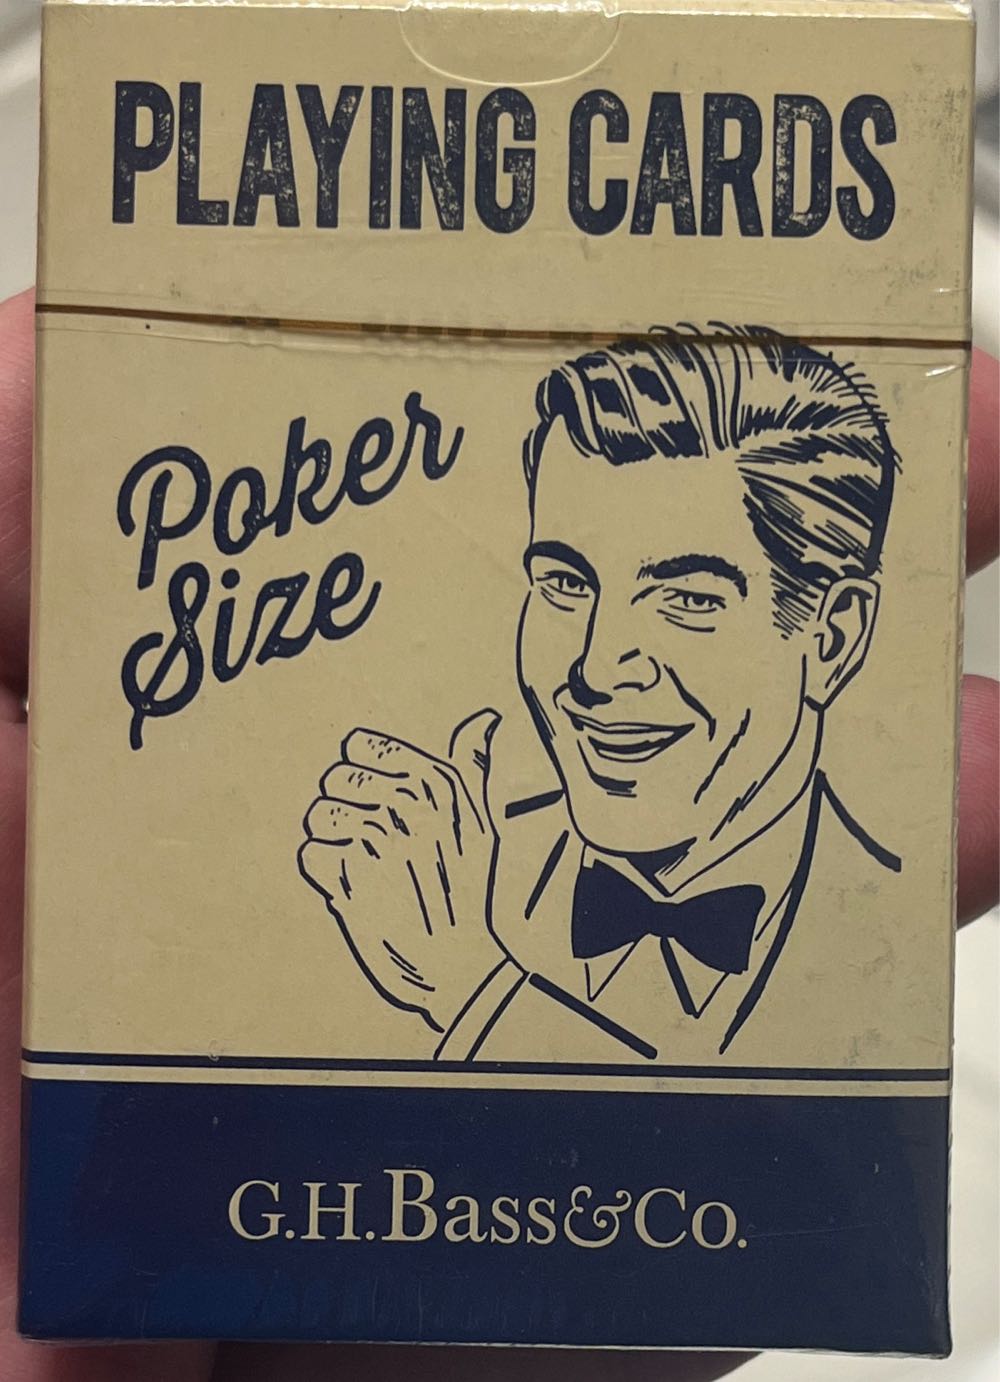 PLAYING CARDS
Poker
Size
G.H.Bass&Co.